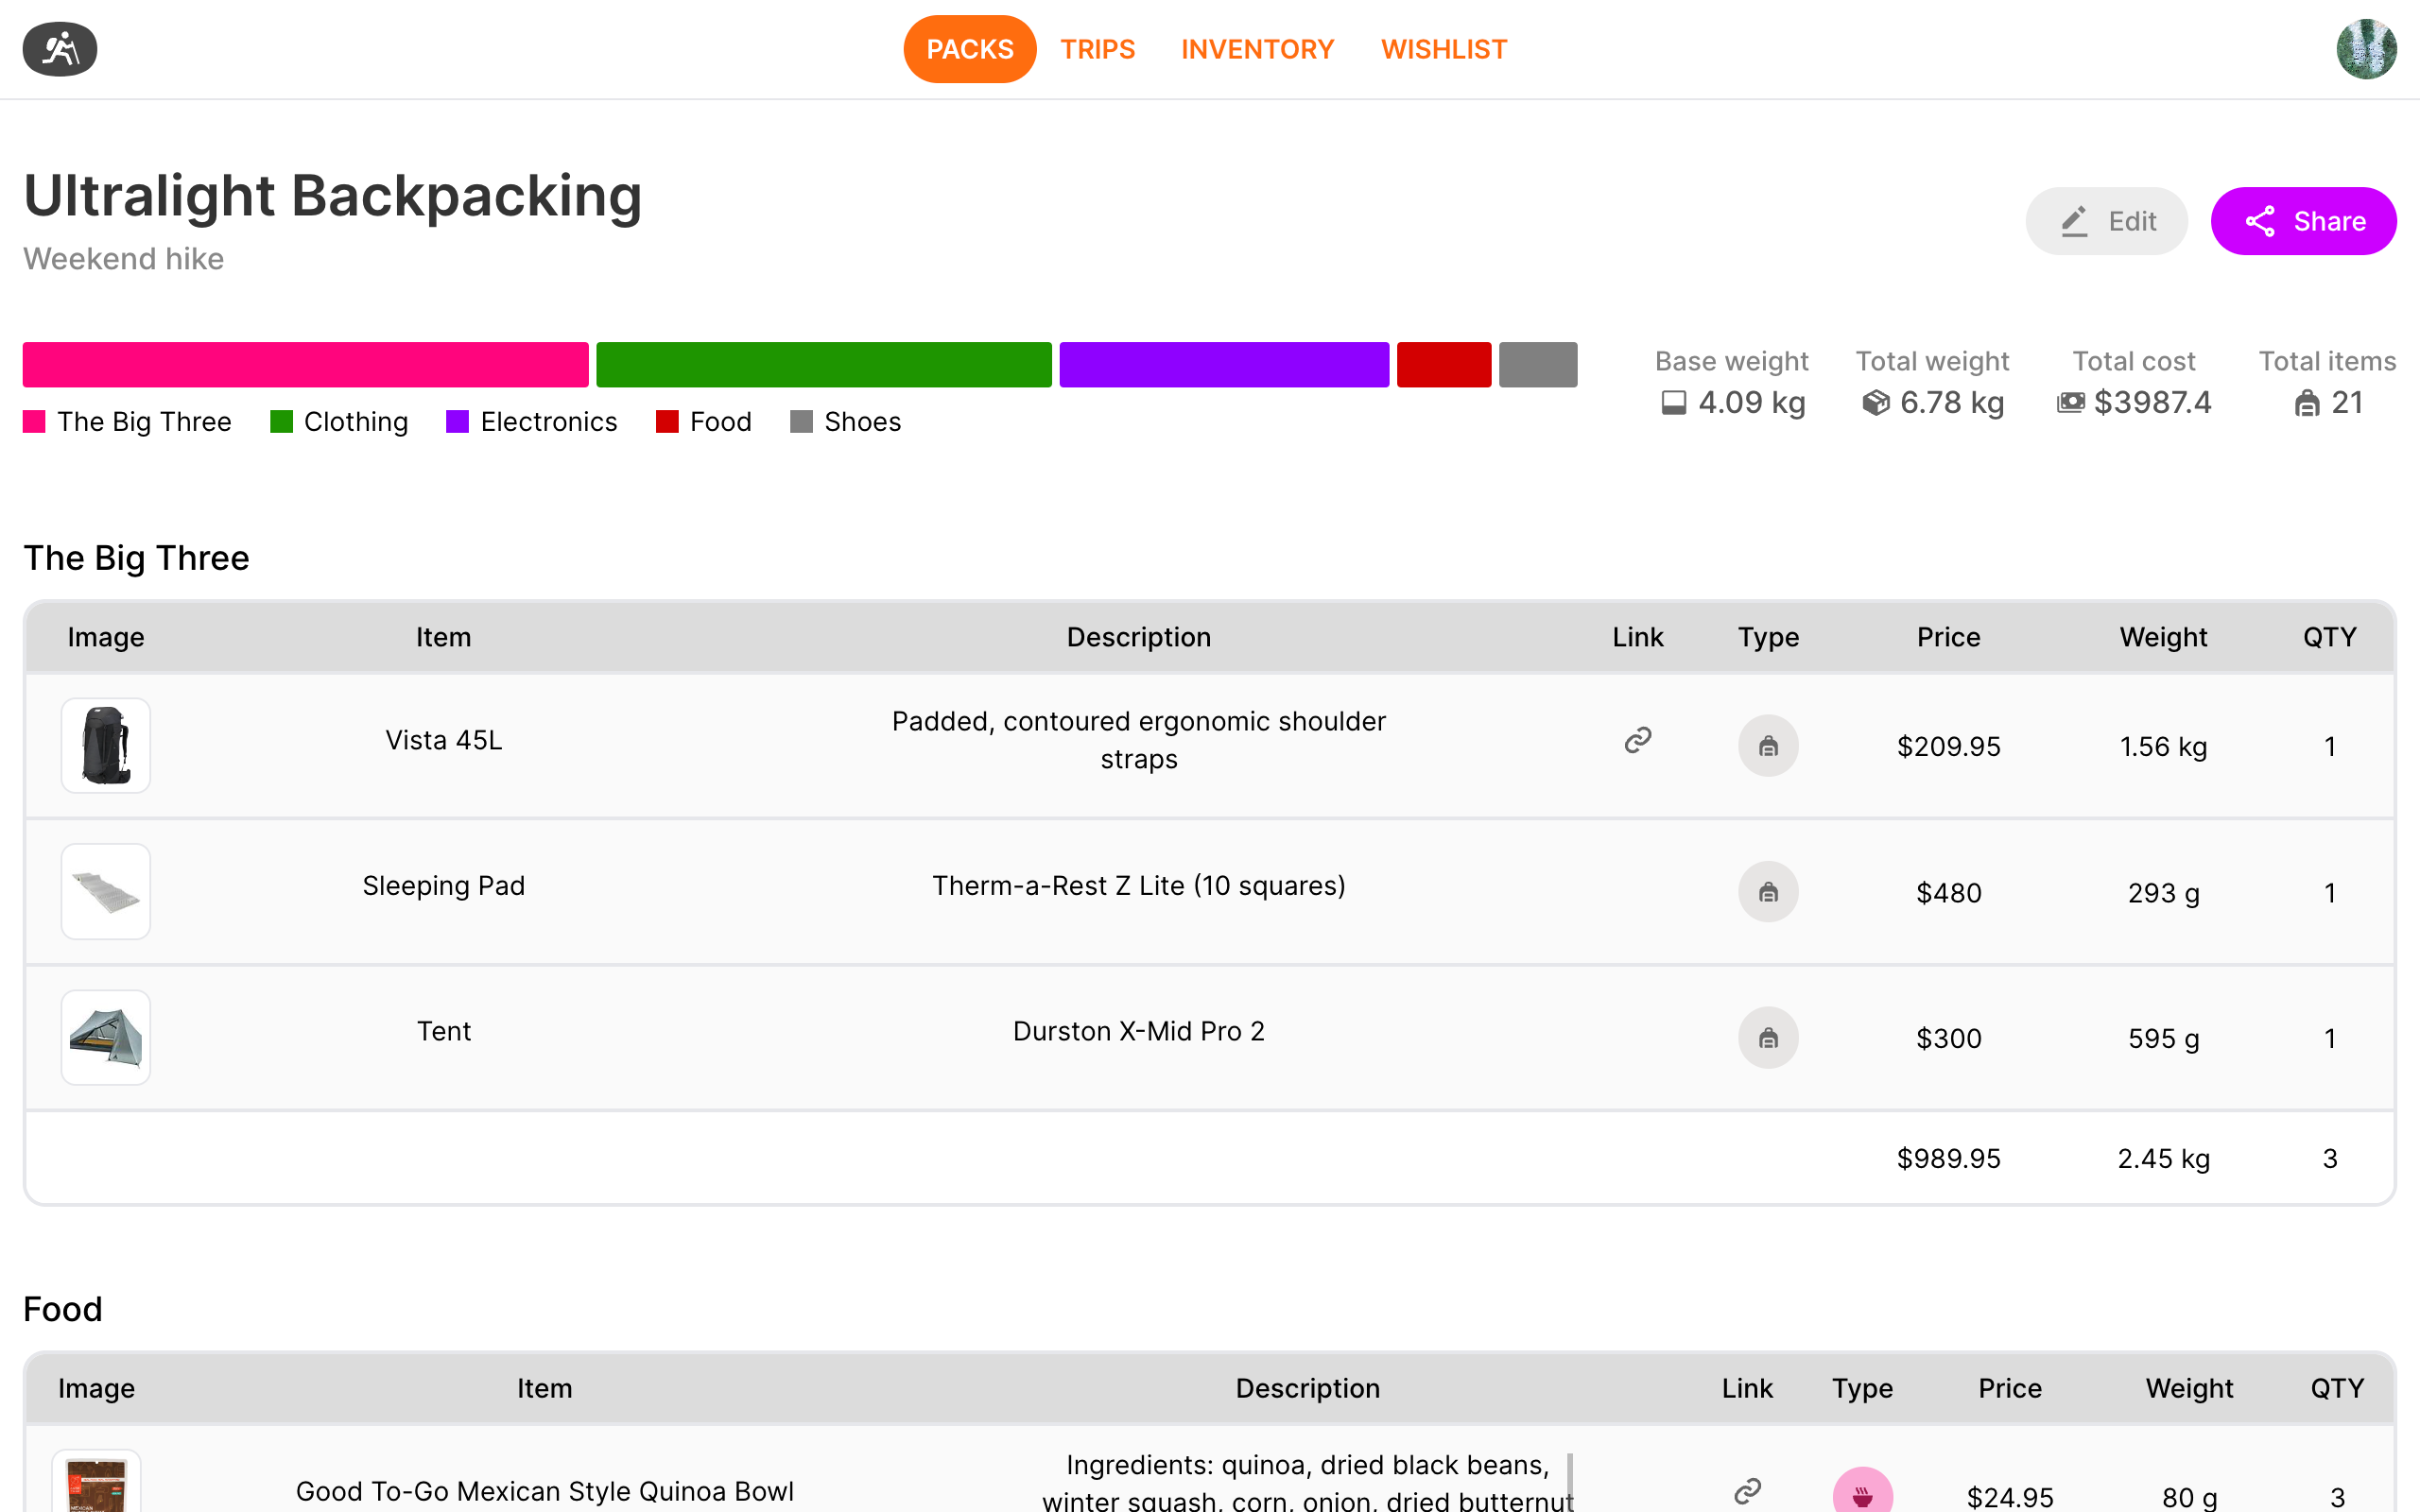 PACKS TRIPS INVENTORY WISHLIST
Ultralight Backpacking
Weekend hike
Edit Share
Base weight Total weight Total cost Total items
4.09 kg 6.78 kg $3987.4 21
The Big Three Clothing Electronics Food Shoes
The Big Three
Image Item Description Link Type Price Weight QTY
Vista 45L Padded, contoured ergonomic shoulder
straps $209.95 1.56 kg 1
Sleeping Pad Therm-a-Rest Z Lite (10 squares) $480 293 g 1
Tent Durston X-Mid Pro 2 $300 595 g 1
$989.95 2.45 kg 3
Food
Image Item Description Link Type Price Weight QTY
Ingredients: quinoa, dried black beans,
Good To-Go Mexican Style Quinoa Bowl winter squash, corn, onion, dried butternut $24.95 80 g 3